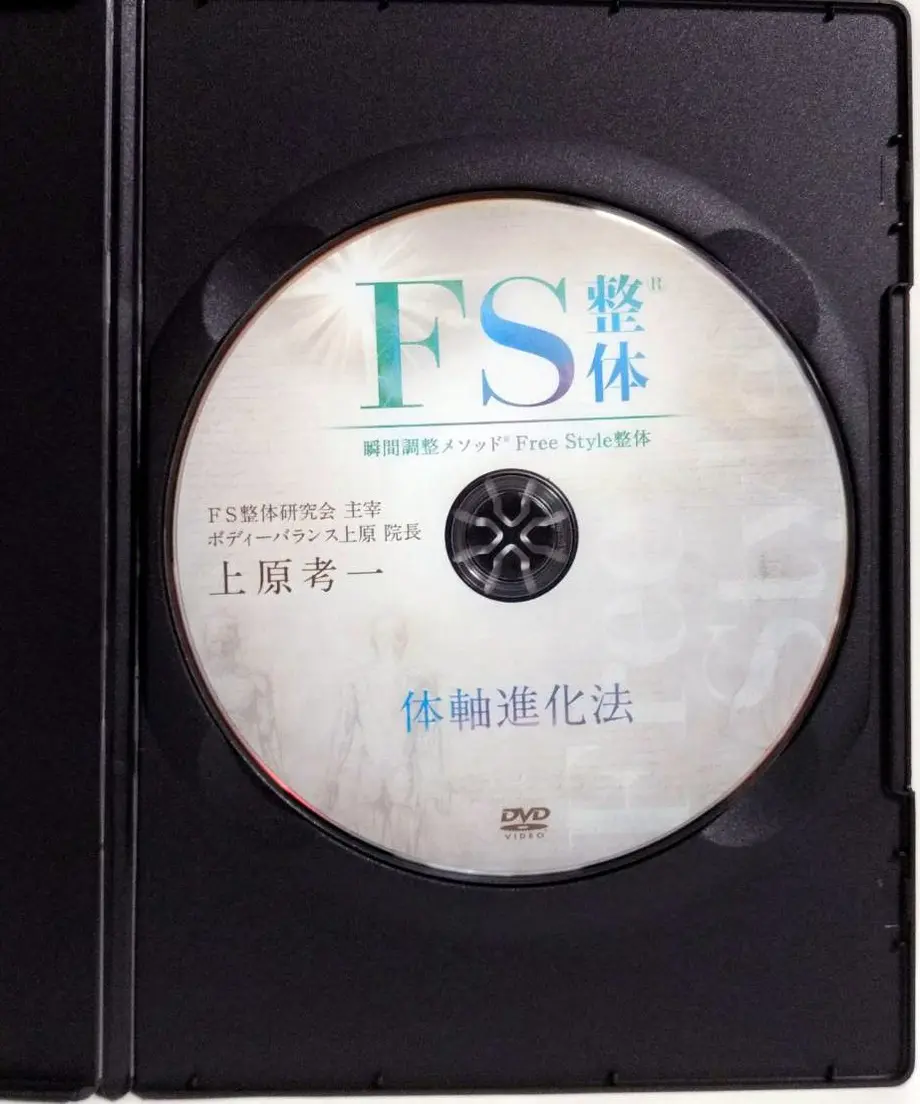 FS整体®
瞬間調整メソッド® Free Style整体
FS整体研究会 主宰
ボディーバランス上原 院長
上原考一
体軸進化法
DVD
VIDEO